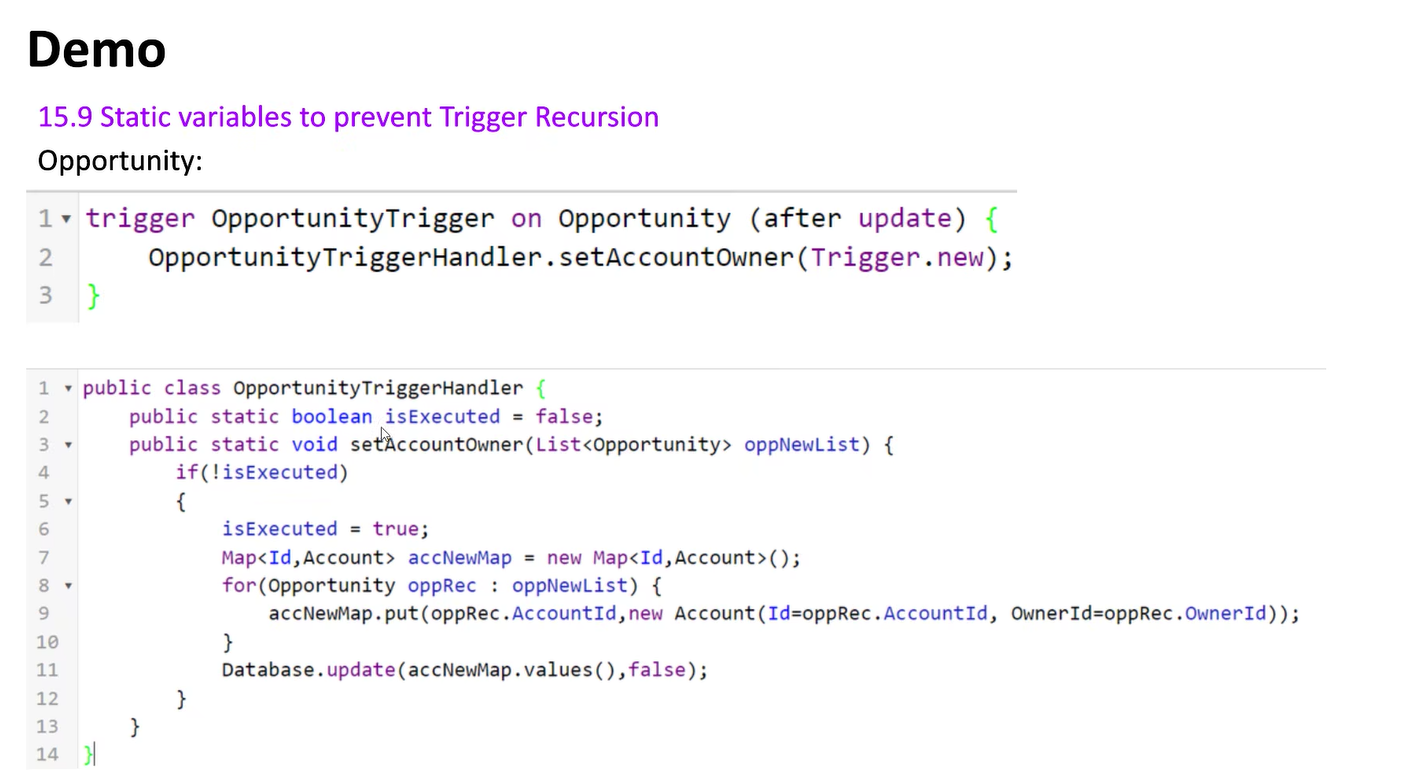 Demo
15.9 Static variables to prevent Trigger Recursion
Opportunity:
1 trigger OpportunityTrigger on Opportunity (after update) {
2     OpportunityTriggerHandler.setAccountOwner(Trigger.new);
3 }
1 public class OpportunityTriggerHandler {
2     public static boolean isExecuted = false;
3     public static void setAccountOwner(List<Opportunity> oppNewList) {
4         if(!isExecuted)
5         {
6             isExecuted = true;
7             Map<Id,Account> accNewMap = new Map<Id,Account>();
8             for(Opportunity oppRec : oppNewList) {
9                 accNewMap.put(oppRec.AccountId,new Account(Id=oppRec.AccountId, OwnerId=oppRec.OwnerId));
10             }
11             Database.update(accNewMap.values(),false);
12         }
13     }
14 }